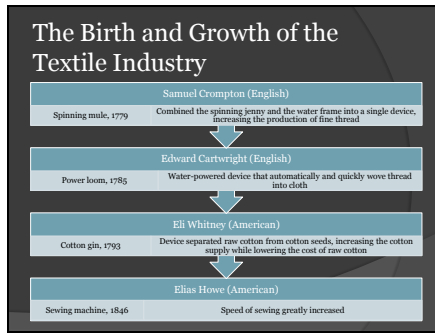 The Birth and Growth of the
Textile Industry
Samuel Crompton (English)
Spinning mule, 1779
Combined the spinning jenny and the water frame into a single device,
increasing the production of fine thread
Edward Cartwright (English)
Power loom, 1785
Water-powered device that automatically and quickly wove thread
into cloth
Eli Whitney (American)
Cotton gin, 1793
Device separated raw cotton from cotton seeds, increasing the cotton
supply while lowering the cost of raw cotton
Elias Howe (American)
Sewing machine, 1846
Speed of sewing greatly increased